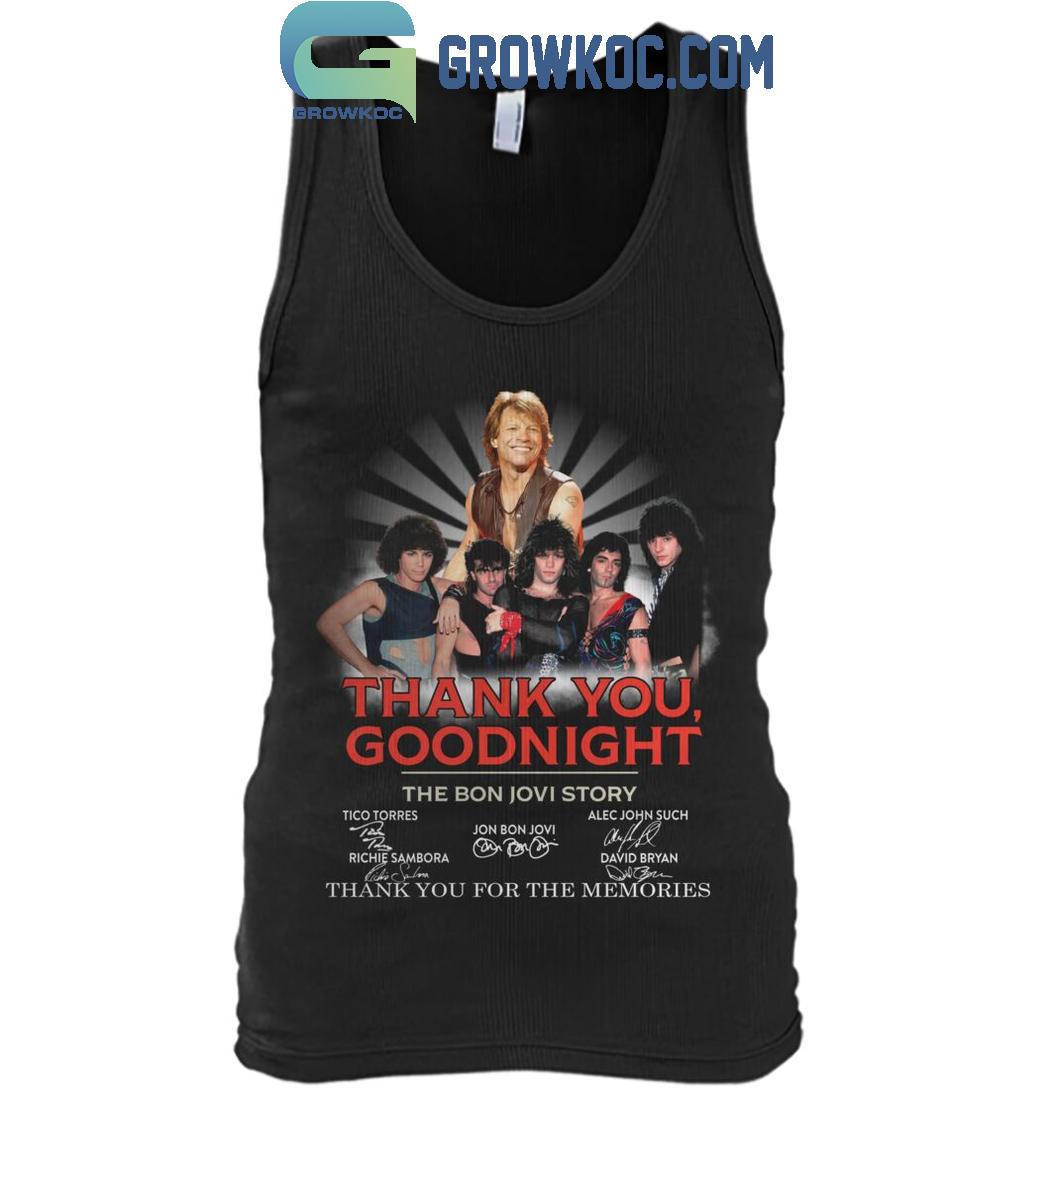 GROWKOC.COM
GROWKOC
THANK YOU,
GOODNIGHT
THE BON JOVI STORY
TICO TORRES
ALEC JOHN SUCH
JON BON JOVI
RICHIE SAMBORA
DAVID BRYAN
THANK YOU FOR THE MEMORIES